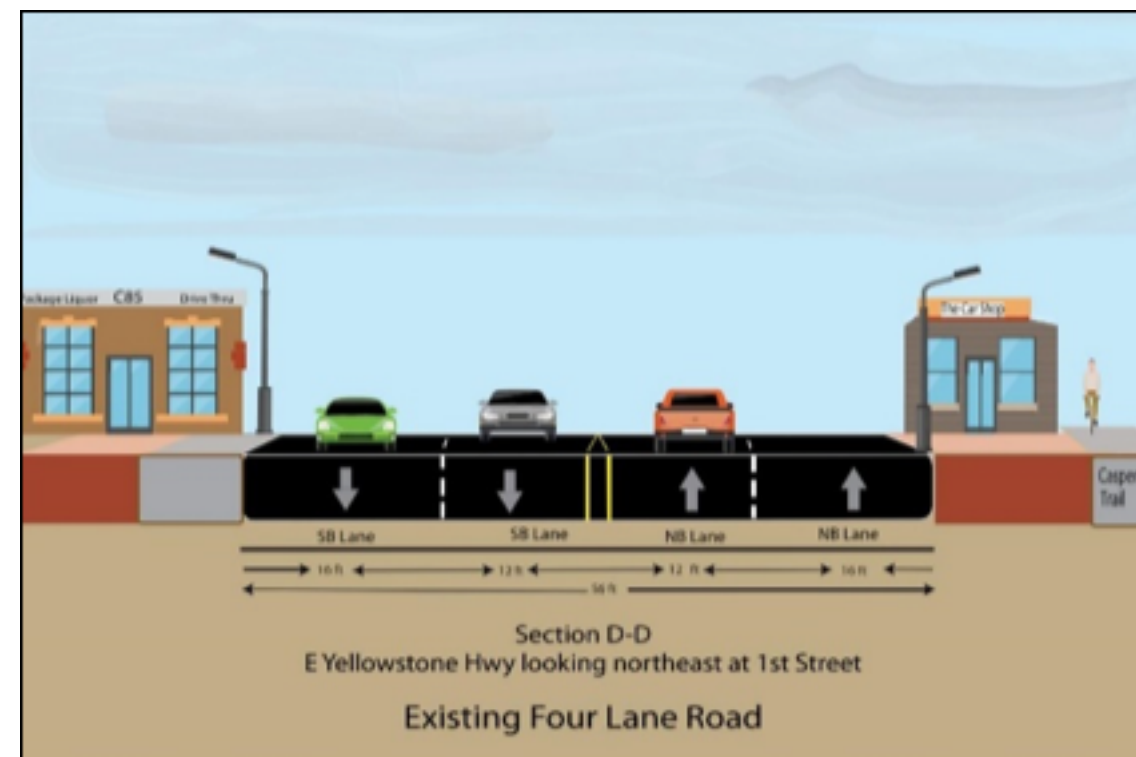 Package Liquor CBS Drive Thru
The Car Shop
Casper
Trail
SB Lane SB Lane NB Lane NB Lane
16 ft 12 ft 12 ft 16 ft
56 ft
Section D-D
E Yellowstone Hwy looking northeast at 1st Street
Existing Four Lane Road